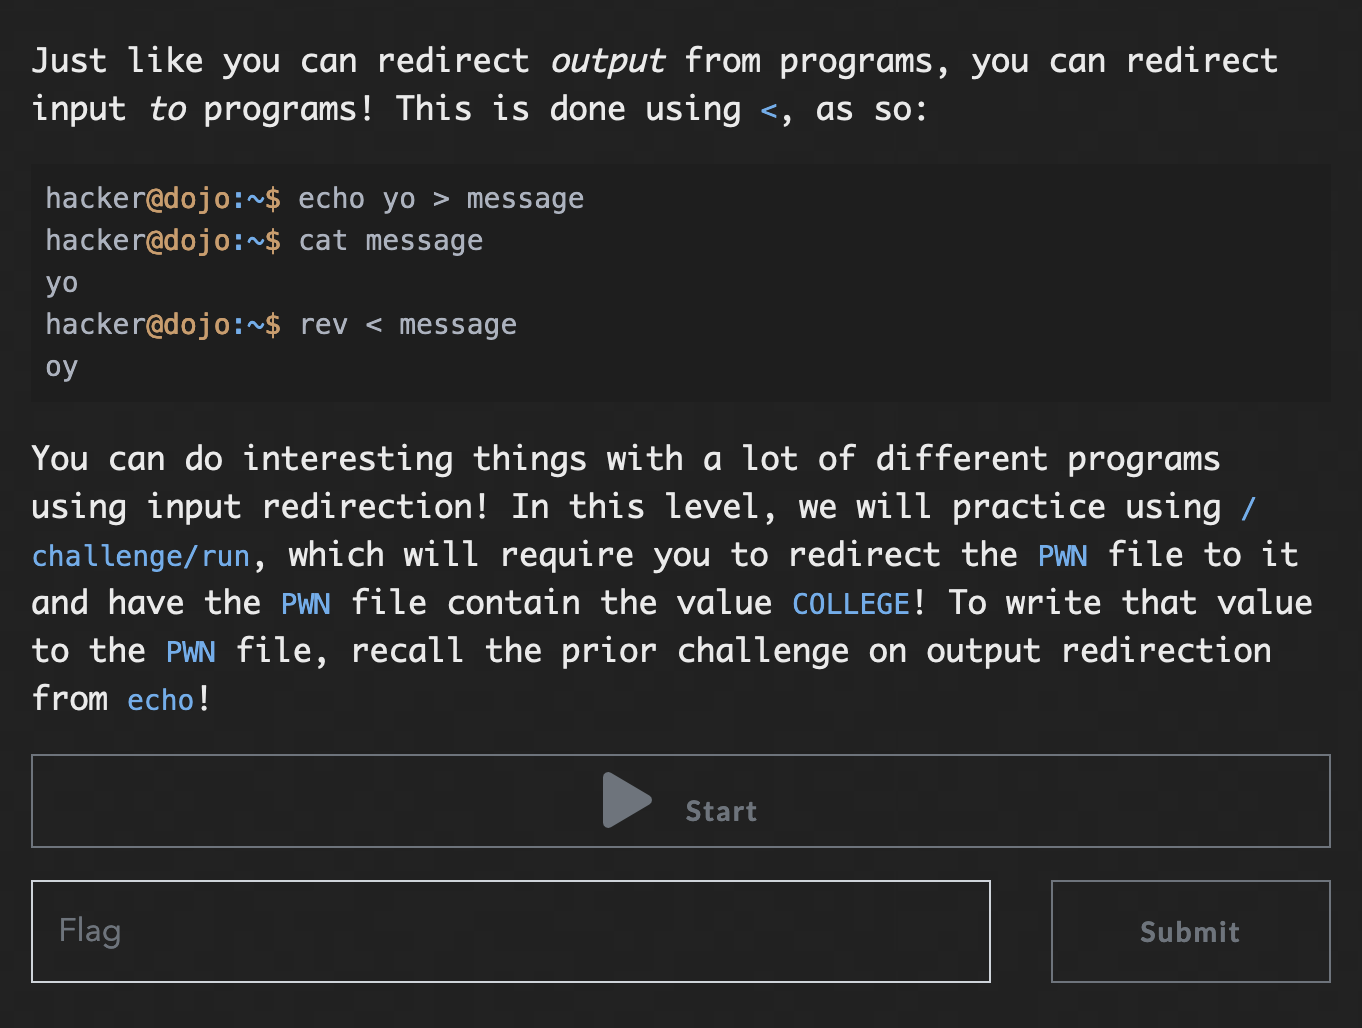 Just like you can redirect output from programs, you can redirect
input to programs! This is done using <, as so:
hacker@dojo:~$ echo yo > message
hacker@dojo:~$ cat message
yo
hacker@dojo:~$ rev < message
oy
You can do interesting things with a lot of different programs
using input redirection! In this level, we will practice using /
challenge/run, which will require you to redirect the PWN file to it
and have the PWN file contain the value COLLEGE! To write that value
to the PWN file, recall the prior challenge on output redirection
from echo!
Start
Flag
Submit